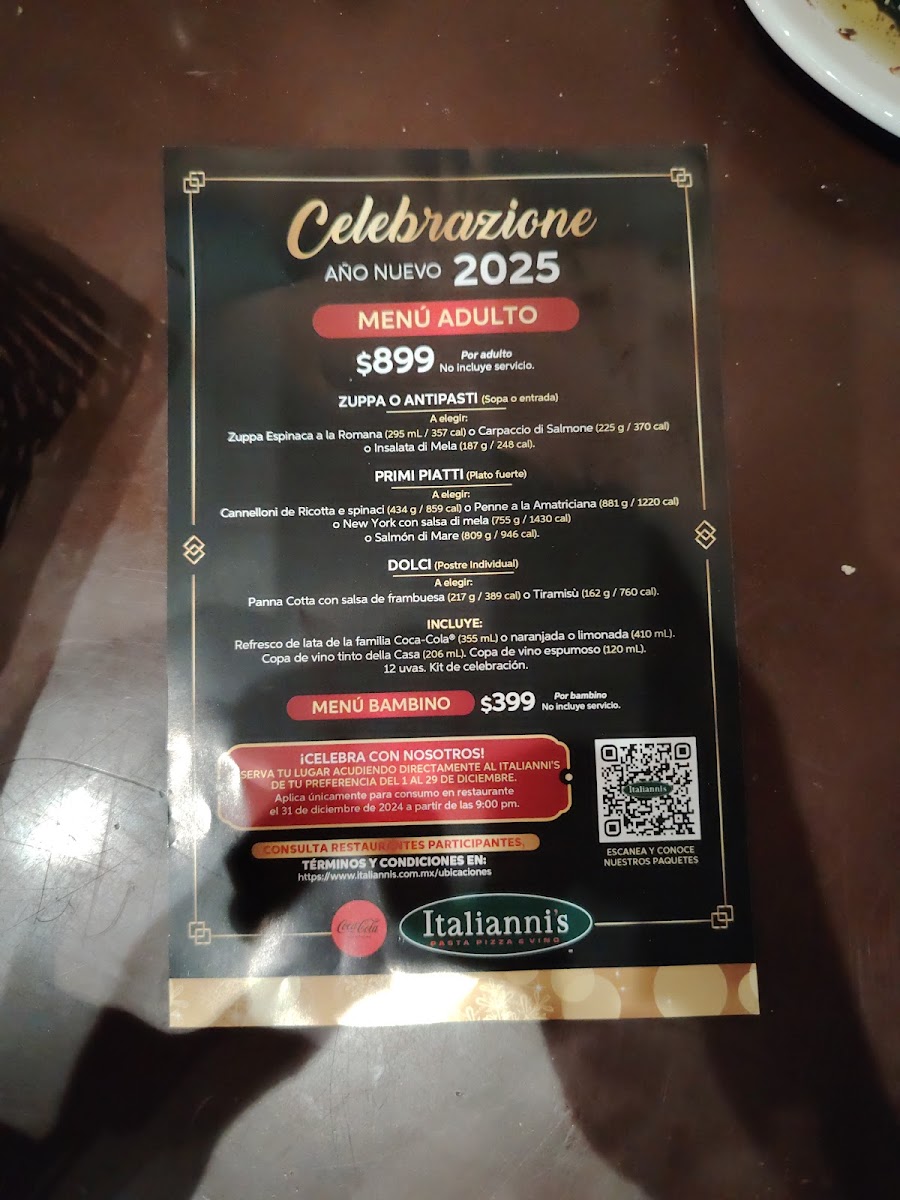 Celebrazione
AÑO NUEVO 2025
MENÚ ADULTO
$899 Por adulto
No incluye servicio.
ZUPPA O ANTIPASTI (Sopa o entrada)
A elegir:
Zuppa Espinaca a la Romana (295 mL / 357 cal) o Carpaccio di Salmone (225 g / 370 cal)
o Insalata di Mela (187 g / 248 cal).
PRIMI PIATTI (Plato fuerte)
A elegir:
Cannelloni de Ricotta e spinaci (434 g / 859 cal) o Penne a la Amatriciana (881 g / 1220 cal)
o New York con salsa di mela (755 g / 1430 cal)
o Salmón di Mare (809 g / 946 cal).
DOLCI (Postre Individual)
A elegir:
Panna Cotta con salsa de frambuesa (217 g / 389 cal) o Tiramisù (162 g / 760 cal).
INCLUYE:
Refresco de lata de la familia Coca-Cola® (355 mL) o naranjada o limonada (410 mL).
Copa de vino tinto della Casa (206 mL). Copa de vino espumoso (120 mL).
12 uvas. Kit de celebración.
MENÚ BAMBINO $399 Por bambino
No incluye servicio.
¡CELEBRA CON NOSOTROS!
SERVA TU LUGAR ACUDIENDO DIRECTAMENTE AL ITALIANNI'S
DE TU PREFERENCIA DEL 1 AL 29 DE DICIEMBRE.
Aplica únicamente para consumo en restaurante
el 31 de diciembre de 2024 a partir de las 9:00 pm.
Italianni's
ESCANEA Y CONOCE
NUESTROS PAQUETES
CONSULTA RESTAURANTES PARTICIPANTES,
TÉRMINOS Y CONDICIONES EN:
https://www.italiannis.com.mx/ubicaciones
Coca-Cola
Italianni's
PASTA PIZZA E VINO